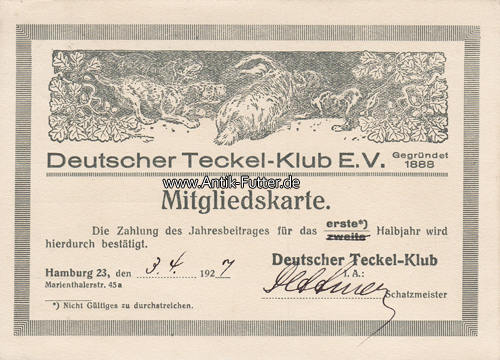 Deutscher Teckel-Klub E.V. Gegründet 1888
www.Antik-Futter.de
Mitgliedskarte.
Die Zahlung des Jahresbeitrages für das erste*) zweite Halbjahr wird
hierdurch bestätigt.
Deutscher Teckel-Klub
Hamburg 23, den 3. 4. 1927
I. A.:
Marienthalerstr. 45a
Schatzmeister
*) Nicht Gültiges zu durchstreichen.